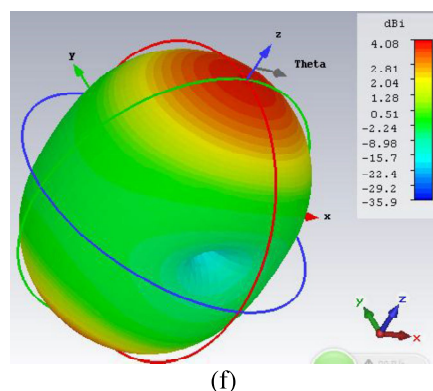 dBi
4.08
2.81
2.04
1.28
0.51
-2.24
-8.98
-15.7
-22.4
-29.2
-35.9
z
y
Theta
x
y
z
x
(f)